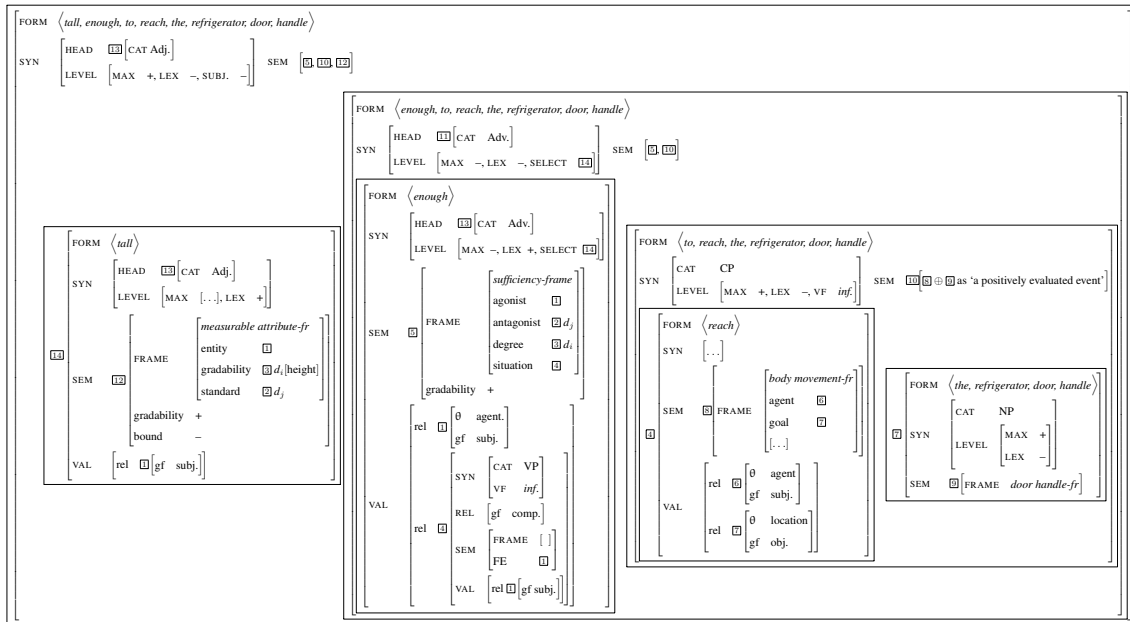 FORM ⟨tall, enough, to, reach, the, refrigerator, door, handle⟩
SYN HEAD 13 [CAT Adj.]
LEVEL [MAX +, LEX –, SUBJ. –] SEM [5, 10, 12]
FORM ⟨enough, to, reach, the, refrigerator, door, handle⟩
SYN HEAD 11 [CAT Adv.]
LEVEL [MAX –, LEX –, SELECT 14] SEM [5, 10]
14
FORM ⟨tall⟩
SYN HEAD 13 [CAT Adj.]
LEVEL [MAX [...], LEX +]
SEM 12 FRAME measurable attribute-fr
entity 1
gradability 3 dᵢ[height]
standard 2 dⱼ
gradability +
bound –
VAL [rel 1 [gf subj.]]
FORM ⟨enough⟩
SYN HEAD 13 [CAT Adv.]
LEVEL [MAX –, LEX +, SELECT 14]
SEM 5 FRAME sufficiency-frame
agonist 1
antagonist 2 dⱼ
degree 3 dᵢ
situation 4
gradability +
VAL rel 1 θ agent.
gf subj.
rel 4 SYN CAT VP
VF inf.
REL [gf comp.]
SEM FRAME [ ]
FE 1
VAL [rel 1 [gf subj.]]
FORM ⟨to, reach, the, refrigerator, door, handle⟩
SYN CAT CP
LEVEL [MAX +, LEX –, VF inf.] SEM 10 [8 ⊕ 9 as ‘a positively evaluated event’]
4
FORM ⟨reach⟩
SYN [...]
SEM 8 FRAME body movement-fr
agent 6
goal 7
[...]
VAL rel 6 θ agent
gf subj.
rel 7 θ location
gf obj.
7
FORM ⟨the, refrigerator, door, handle⟩
SYN CAT NP
LEVEL MAX +
LEX –
SEM 9 [FRAME door handle-fr]